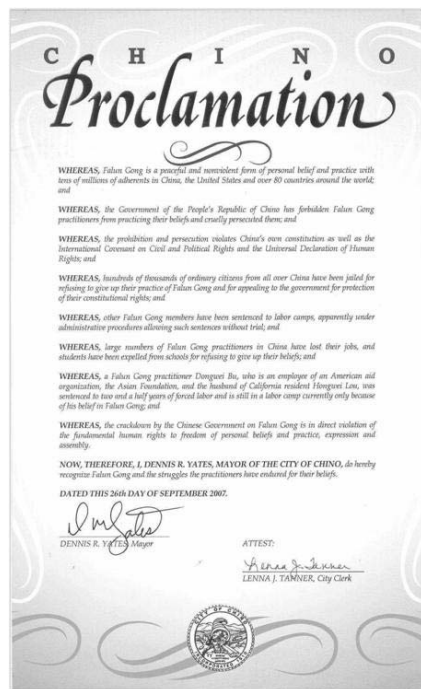 C H I N O
Proclamation
WHEREAS, Falun Gong is a peaceful and nonviolent form of personal belief and practice with
tens of millions of adherents in China, the United States and over 80 countries around the world;
and
WHEREAS, the Government of the People's Republic of China has forbidden Falun Gong
practitioners from practicing their beliefs and cruelly persecuted them; and
WHEREAS, the prohibition and persecution violates China's own constitution as well as the
International Covenant on Civil and Political Rights and the Universal Declaration of Human
Rights; and
WHEREAS, hundreds of thousands of ordinary citizens from all over China have been jailed for
refusing to give up their practice of Falun Gong and for appealing to the government for protection
of their constitutional rights; and
WHEREAS, other Falun Gong members have been sentenced to labor camps, apparently under
administrative procedures allowing such sentences without trial; and
WHEREAS, large numbers of Falun Gong practitioners in China have lost their jobs, and
students have been expelled from schools for refusing to give up their beliefs; and
WHEREAS, a Falun Gong practitioner Dongwei Bu, who is an employee of an American aid
organization, the Asian Foundation, and the husband of California resident Hongwei Lou, was
sentenced to two and a half years of forced labor and is still in a labor camp currently only because
of his belief in Falun Gong; and
WHEREAS, the crackdown by the Chinese Government on Falun Gong is in direct violation of
the fundamental human rights to freedom of personal beliefs and practice, expression and
assembly.
NOW, THEREFORE, I, DENNIS R. YATES, MAYOR OF THE CITY OF CHINO, do hereby
recognize Falun Gong and the struggles the practitioners have endured for their beliefs.
DATED THIS 26th DAY OF SEPTEMBER 2007.
DENNIS R. YATES, Mayor
ATTEST:
Lenna J. Tanner
LENNA J. TANNER, City Clerk
CITY OF CHINO